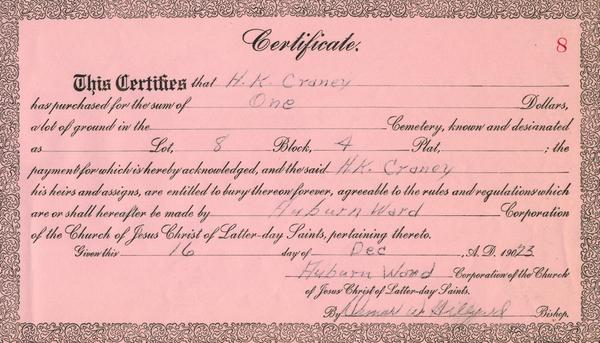 Certificate.
8
This Certifies that H. K. Craney
has purchased for the sum of One Dollars,
a lot of ground in the Cemetery, known and desianated
as Lot, 8 Block, 4 Plat, ; the
payment for which is hereby acknowledged, and the said H.K. Craney
his heirs and assigns, are entitled to bury thereon forever, agreeable to the rules and regulations which
are or shall hereafter be made by Auburn Ward Corporation
of the Church of Jesus Christ of Latter-day Saints, pertaining thereto.
Given this 16 day of Dec , A.D. 19023
Auburn Ward Corporation of the Church
of Jesus Christ of Latter-day Saints.
By W Bishop.